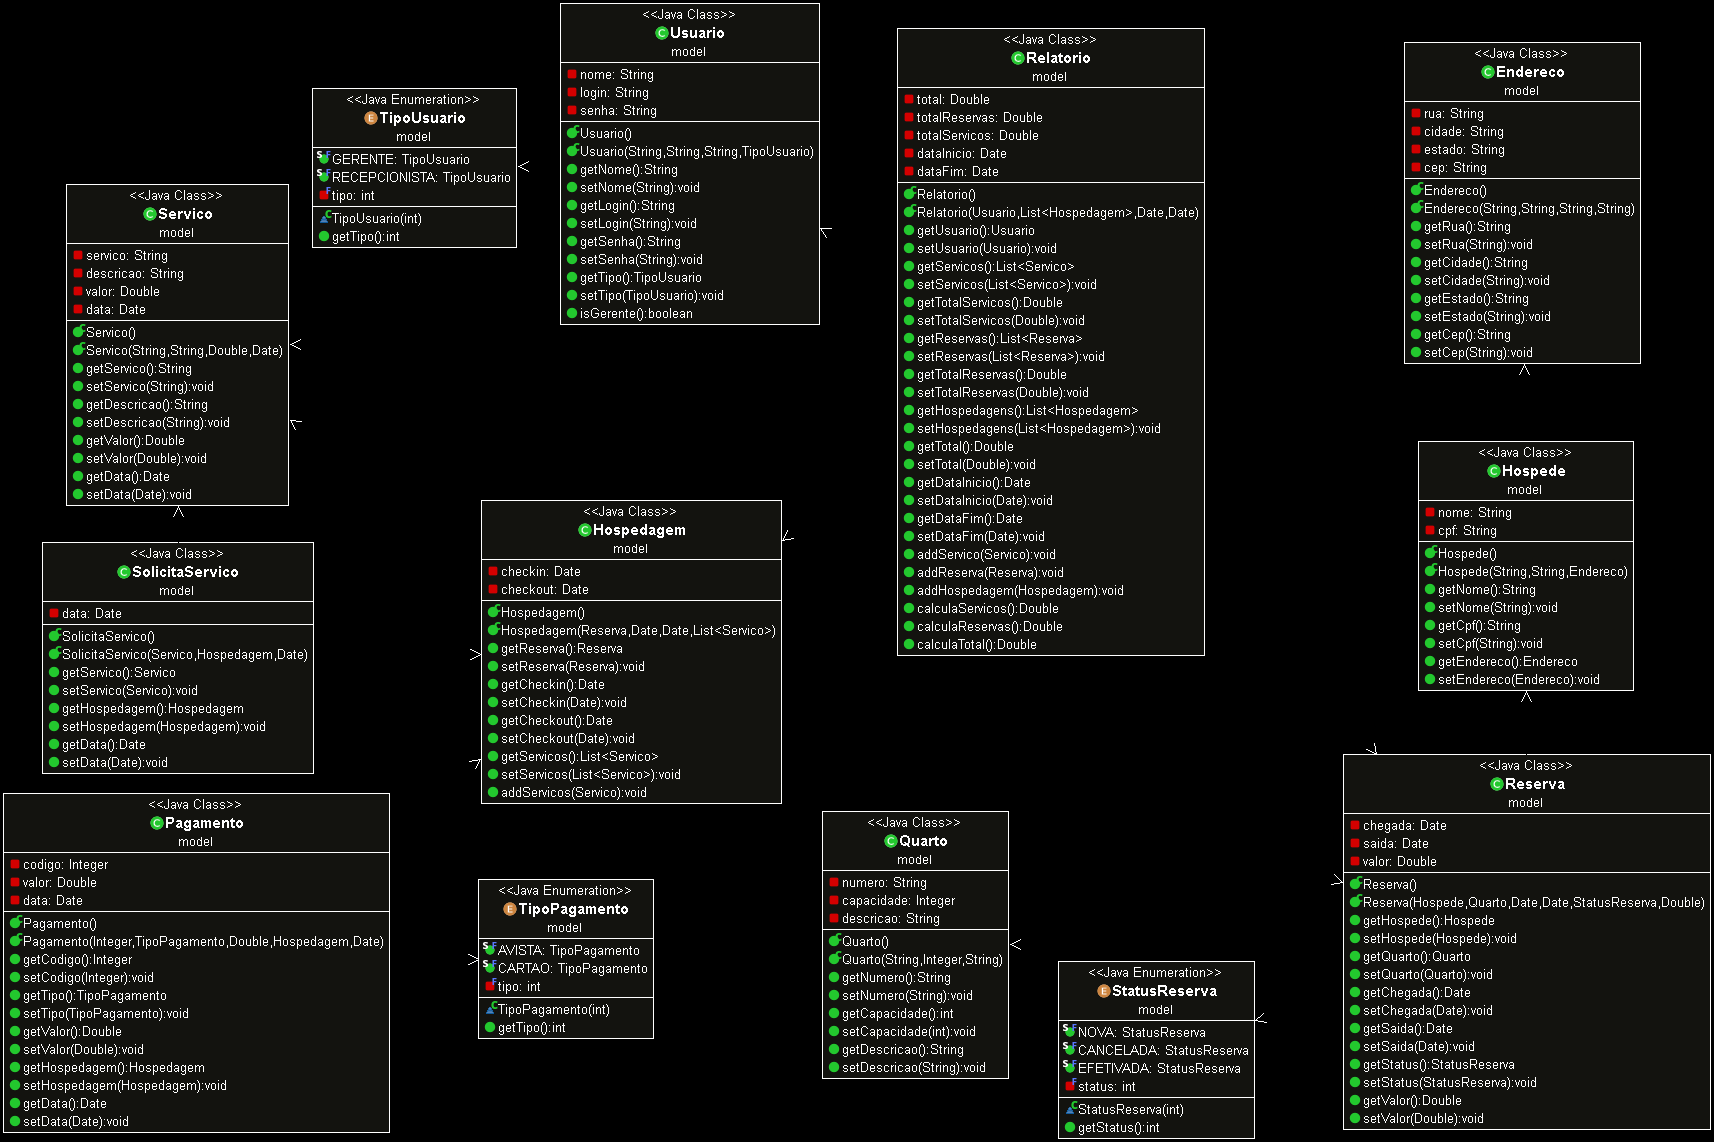 <<Java Class>>
Usuario
model
nome: String
login: String
senha: String
Usuario()
Usuario(String,String,String,TipoUsuario)
getNome():String
setNome(String):void
getLogin():String
setLogin(String):void
getSenha():String
setSenha(String):void
getTipo():TipoUsuario
setTipo(TipoUsuario):void
isGerente():boolean
<<Java Class>>
Relatorio
model
total: Double
totalReservas: Double
totalServicos: Double
dataInicio: Date
dataFim: Date
Relatorio()
Relatorio(Usuario,List<Hospedagem>,Date,Date)
getUsuario():Usuario
setUsuario(Usuario):void
getServicos():List<Servico>
setServicos(List<Servico>):void
getTotalServicos():Double
setTotalServicos(Double):void
getReservas():List<Reserva>
setReservas(List<Reserva>):void
getTotalReservas():Double
setTotalReservas(Double):void
getHospedagens():List<Hospedagem>
setHospedagens(List<Hospedagem>):void
getTotal():Double
setTotal(Double):void
getDataInicio():Date
setDataInicio(Date):void
getDataFim():Date
setDataFim(Date):void
addServico(Servico):void
addReserva(Reserva):void
addHospedagem(Hospedagem):void
calculaServicos():Double
calculaReservas():Double
calculaTotal():Double
<<Java Class>>
Endereco
model
rua: String
cidade: String
estado: String
cep: String
Endereco()
Endereco(String,String,String,String)
getRua():String
setRua(String):void
getCidade():String
setCidade(String):void
getEstado():String
setEstado(String):void
getCep():String
setCep(String):void
<<Java Enumeration>>
TipoUsuario
model
GERENTE: TipoUsuario
RECEPCIONISTA: TipoUsuario
tipo: int
TipoUsuario(int)
getTipo():int
<<Java Class>>
Servico
model
servico: String
descricao: String
valor: Double
data: Date
Servico()
Servico(String,String,Double,Date)
getServico():String
setServico(String):void
getDescricao():String
setDescricao(String):void
getValor():Double
setValor(Double):void
getData():Date
setData(Date):void
<<Java Class>>
Hospede
model
nome: String
cpf: String
Hospede()
Hospede(String,String,Endereco)
getNome():String
setNome(String):void
getCpf():String
setCpf(String):void
getEndereco():Endereco
setEndereco(Endereco):void
<<Java Class>>
Hospedagem
model
checkin: Date
checkout: Date
Hospedagem()
Hospedagem(Reserva,Date,Date,List<Servico>)
getReserva():Reserva
setReserva(Reserva):void
getCheckin():Date
setCheckin(Date):void
getCheckout():Date
setCheckout(Date):void
getServicos():List<Servico>
setServicos(List<Servico>):void
addServicos(Servico):void
<<Java Class>>
SolicitaServico
model
data: Date
SolicitaServico()
SolicitaServico(Servico,Hospedagem,Date)
getServico():Servico
setServico(Servico):void
getHospedagem():Hospedagem
setHospedagem(Hospedagem):void
getData():Date
setData(Date):void
<<Java Class>>
Reserva
model
chegada: Date
saida: Date
valor: Double
Reserva()
Reserva(Hospede,Quarto,Date,Date,StatusReserva,Double)
getHospede():Hospede
setHospede(Hospede):void
getQuarto():Quarto
setQuarto(Quarto):void
getChegada():Date
setChegada(Date):void
getSaida():Date
setSaida(Date):void
getStatus():StatusReserva
setStatus(StatusReserva):void
getValor():Double
setValor(Double):void
<<Java Class>>
Pagamento
model
codigo: Integer
valor: Double
data: Date
Pagamento()
Pagamento(Integer,TipoPagamento,Double,Hospedagem,Date)
getCodigo():Integer
setCodigo(Integer):void
getTipo():TipoPagamento
setTipo(TipoPagamento):void
getValor():Double
setValor(Double):void
getHospedagem():Hospedagem
setHospedagem(Hospedagem):void
getData():Date
setData(Date):void
<<Java Class>>
Quarto
model
numero: String
capacidade: Integer
descricao: String
Quarto()
Quarto(String,Integer,String)
getNumero():String
setNumero(String):void
getCapacidade():int
setCapacidade(int):void
getDescricao():String
setDescricao(String):void
<<Java Enumeration>>
TipoPagamento
model
AVISTA: TipoPagamento
CARTAO: TipoPagamento
tipo: int
TipoPagamento(int)
getTipo():int
<<Java Enumeration>>
StatusReserva
model
NOVA: StatusReserva
CANCELADA: StatusReserva
EFETIVADA: StatusReserva
status: int
StatusReserva(int)
getStatus():int